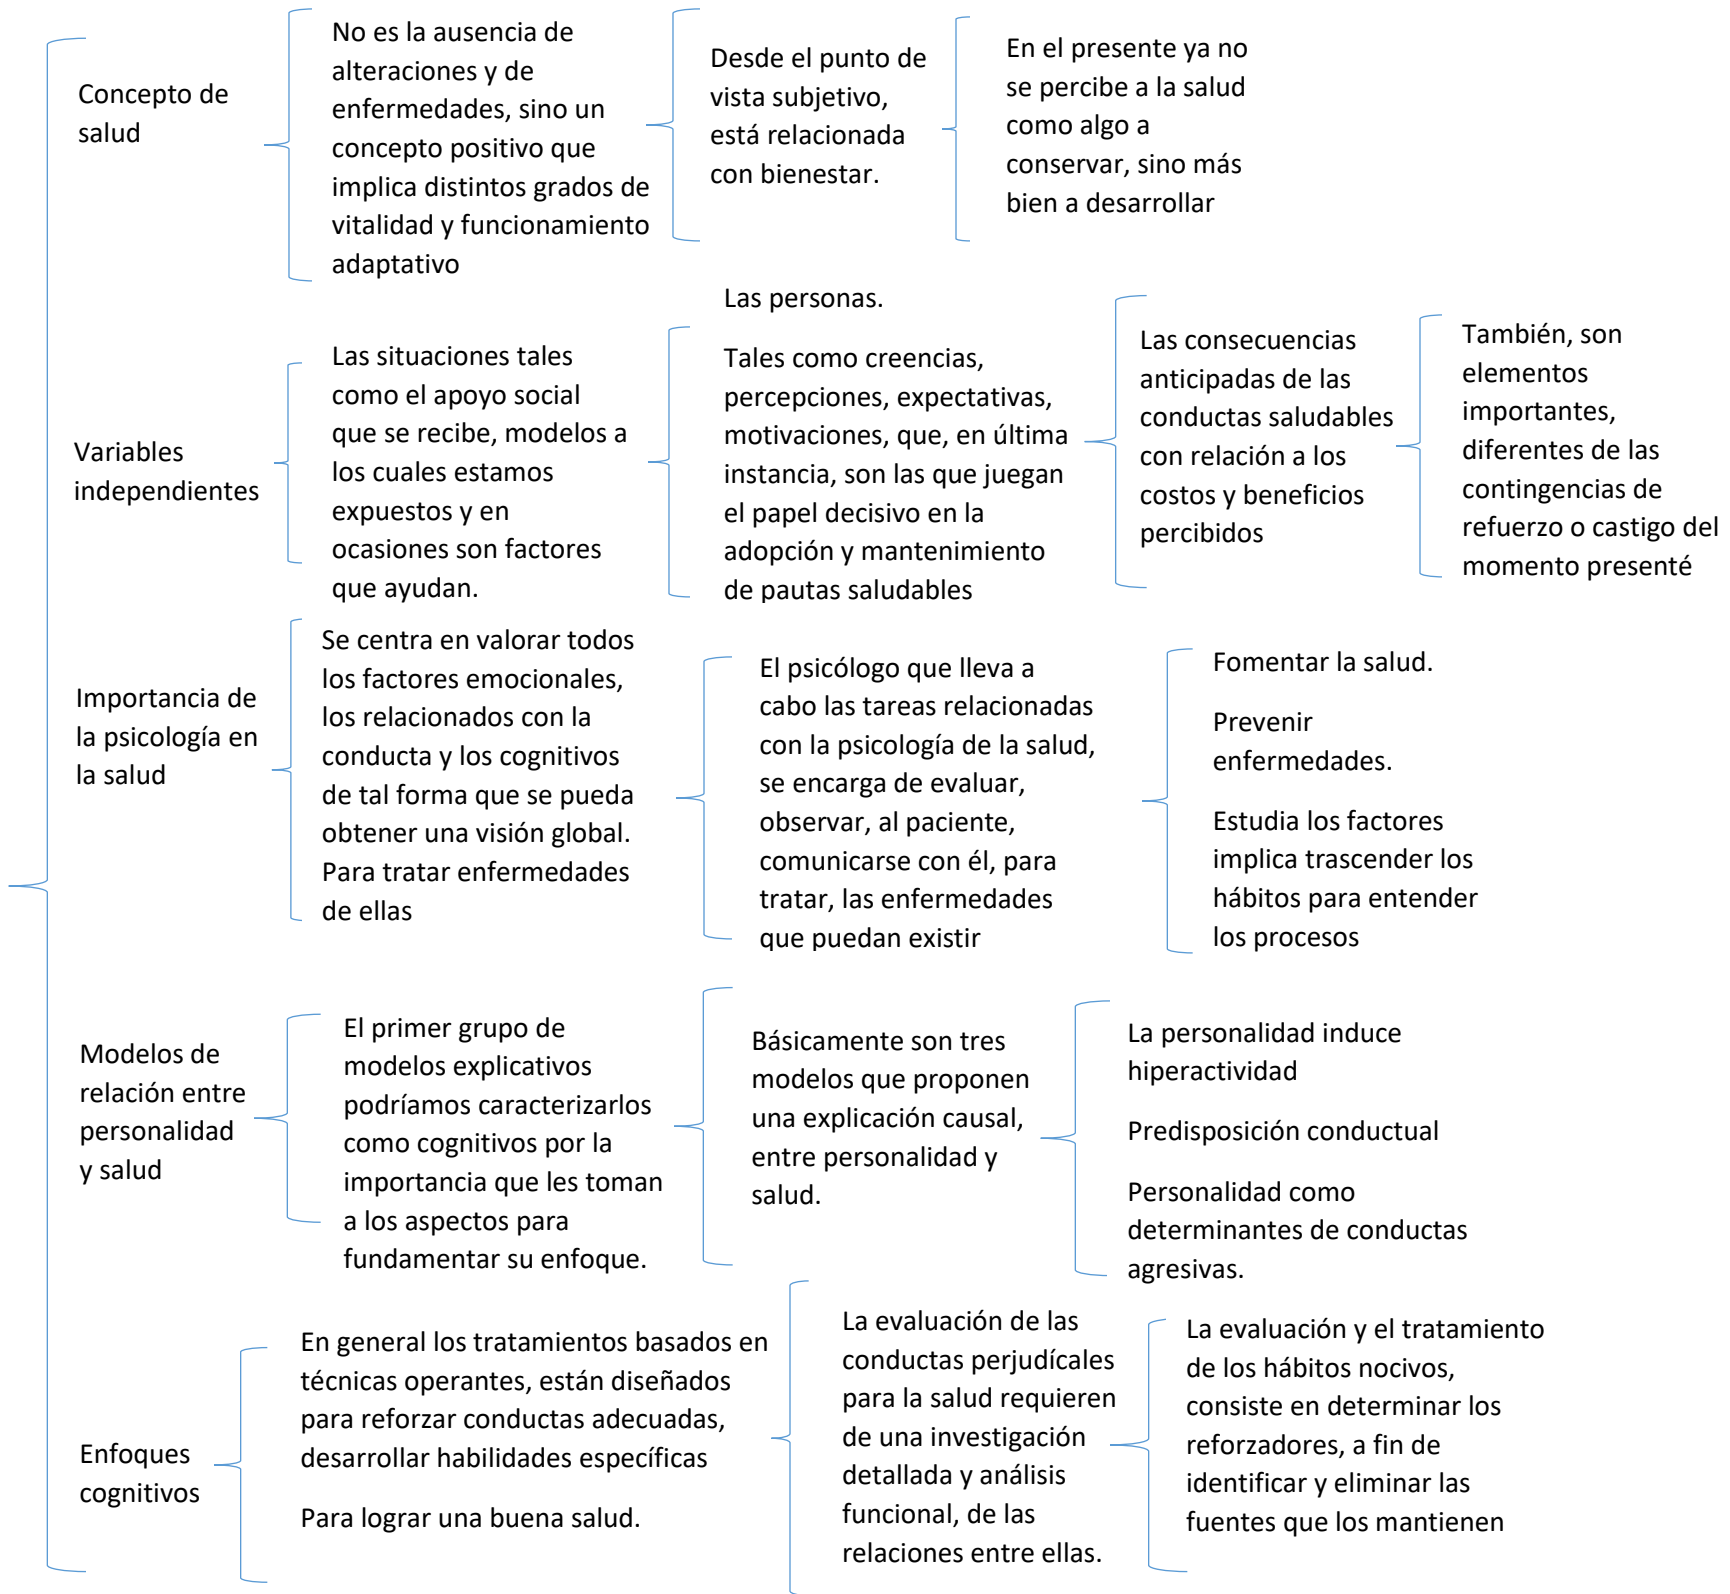 Concepto de
salud
No es la ausencia de
alteraciones y de
enfermedades, sino un
concepto positivo que
implica distintos grados de
vitalidad y funcionamiento
adaptativo
Desde el punto de
vista subjetivo,
está relacionada
con bienestar.
En el presente ya no
se percibe a la salud
como algo a
conservar, sino más
bien a desarrollar
Variables
independientes
Las situaciones tales
como el apoyo social
que se recibe, modelos a
los cuales estamos
expuestos y en
ocasiones son factores
que ayudan.
Las personas.
Tales como creencias,
percepciones, expectativas,
motivaciones, que, en última
instancia, son las que juegan
el papel decisivo en la
adopción y mantenimiento
de pautas saludables
Las consecuencias
anticipadas de las
conductas saludables
con relación a los
costos y beneficios
percibidos
También, son
elementos
importantes,
diferentes de las
contingencias de
refuerzo o castigo del
momento presenté
Importancia de
la psicología en
la salud
Se centra en valorar todos
los factores emocionales,
los relacionados con la
conducta y los cognitivos
de tal forma que se pueda
obtener una visión global.
Para tratar enfermedades
de ellas
El psicólogo que lleva a
cabo las tareas relacionadas
con la psicología de la salud,
se encarga de evaluar,
observar, al paciente,
comunicarse con él, para
tratar, las enfermedades
que puedan existir
Fomentar la salud.
Prevenir
enfermedades.
Estudia los factores
implica trascender los
hábitos para entender
los procesos
Modelos de
relación entre
personalidad
y salud
El primer grupo de
modelos explicativos
podríamos caracterizarlos
como cognitivos por la
importancia que les toman
a los aspectos para
fundamentar su enfoque.
Básicamente son tres
modelos que proponen
una explicación causal,
entre personalidad y
salud.
La personalidad induce
hiperactividad
Predisposición conductual
Personalidad como
determinantes de conductas
agresivas.
Enfoques
cognitivos
En general los tratamientos basados en
técnicas operantes, están diseñados
para reforzar conductas adecuadas,
desarrollar habilidades específicas
Para lograr una buena salud.
La evaluación de las
conductas perjudícales
para la salud requieren
de una investigación
detallada y análisis
funcional, de las
relaciones entre ellas.
La evaluación y el tratamiento
de los hábitos nocivos,
consiste en determinar los
reforzadores, a fin de
identificar y eliminar las
fuentes que los mantienen